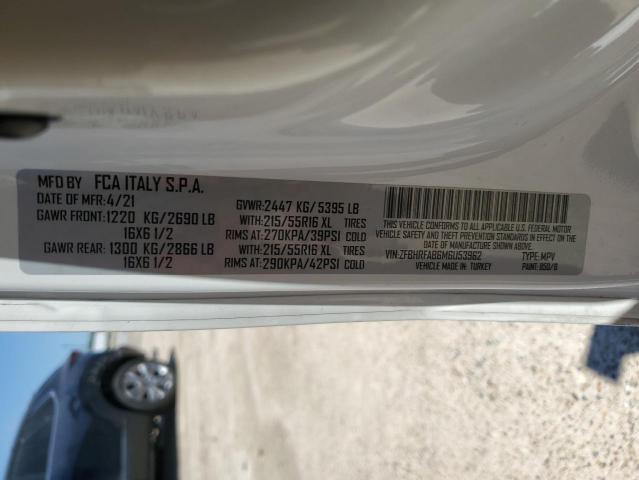 MFD BY FCA ITALY S.P.A.
DATE OF MFR: 4/21
GAWR FRONT: 1220 KG/2690 LB
16X6 1/2
GAWR REAR: 1300 KG/2866 LB
16X6 1/2
GVWR: 2447 KG/5395 LB
WITH: 215/55R16 XL TIRES
RIMS AT: 270KPA/39PSI COLD
WITH: 215/55R16 XL TIRES
RIMS AT: 290KPA/42PSI COLD
THIS VEHICLE CONFORMS TO ALL APPLICABLE U.S. FEDERAL MOTOR
VEHICLE SAFETY STANDARDS IN EFFECT ON THE DATE OF
MANUFACTURE SHOWN ABOVE.
VIN: ZFBHRFAB6M6U53962 TYPE: MPV
MADE IN: TURKEY PAINT: 050/B